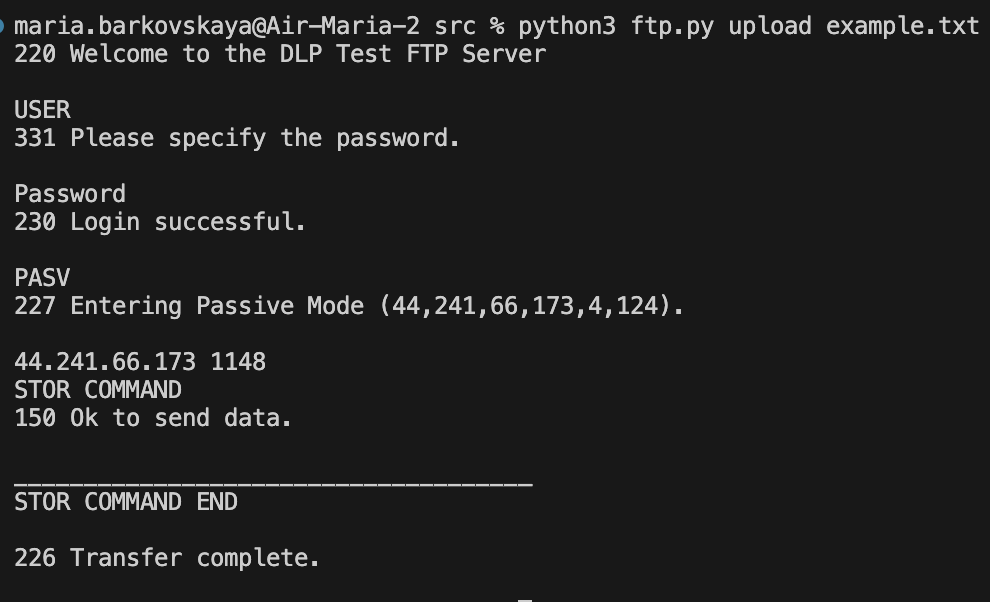 maria.barkovskaya@Air-Maria-2 src % python3 ftp.py upload example.txt
220 Welcome to the DLP Test FTP Server
USER
331 Please specify the password.
Password
230 Login successful.
PASV
227 Entering Passive Mode (44,241,66,173,4,124).
44.241.66.173 1148
STOR COMMAND
150 Ok to send data.
_____________________________________
STOR COMMAND END
226 Transfer complete.